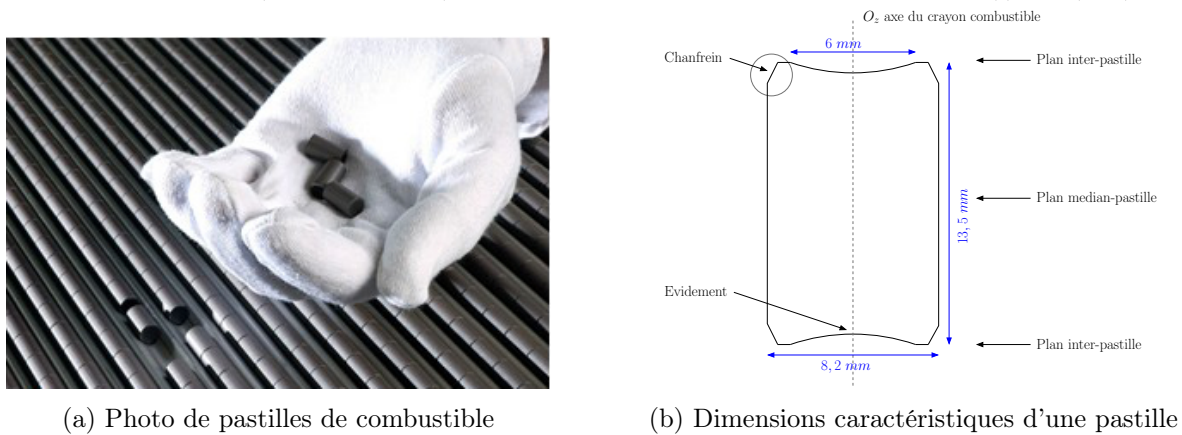 O_z axe du crayon combustible
6 mm
Chanfrein
Plan inter-pastille
13,5 mm
Plan median-pastille
Evidement
Plan inter-pastille
8,2 mm
(a) Photo de pastilles de combustible
(b) Dimensions caractéristiques d'une pastille